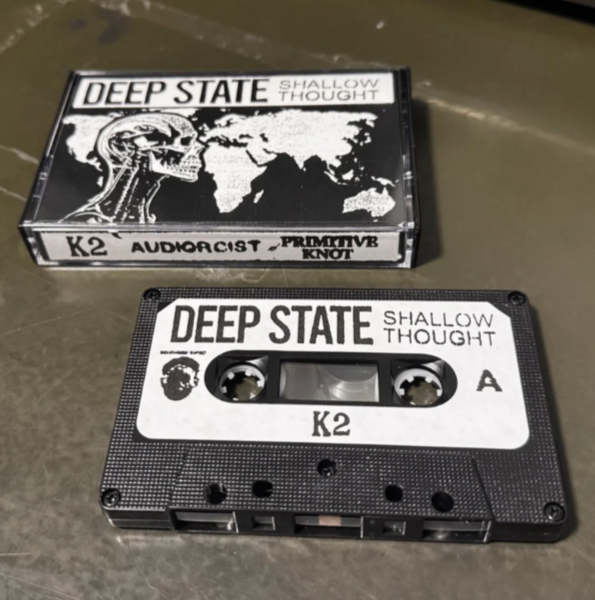 DEEP STATE SHALLOW
THOUGHT
K2 AUDIORCIST PRIMITIVE
KNOT
DEEP STATE SHALLOW
THOUGHT
A
K2